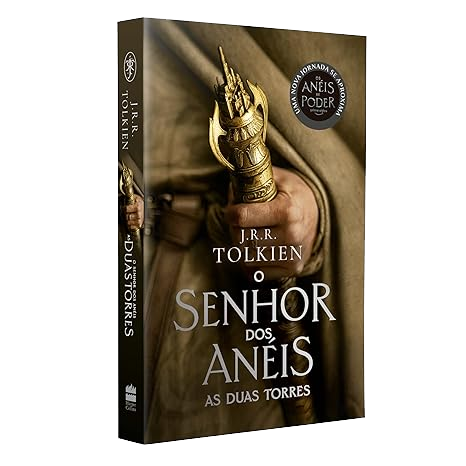 J.R.R.
TOLKIEN
O SENHOR DOS ANÉIS
AS DUAS TORRES
UMA NOVA JORNADA SE APROXIMA
OS
ANÉIS
DE
PODER
J.R.R.
TOLKIEN
O
SENHOR
DOS
ANÉIS
AS DUAS TORRES